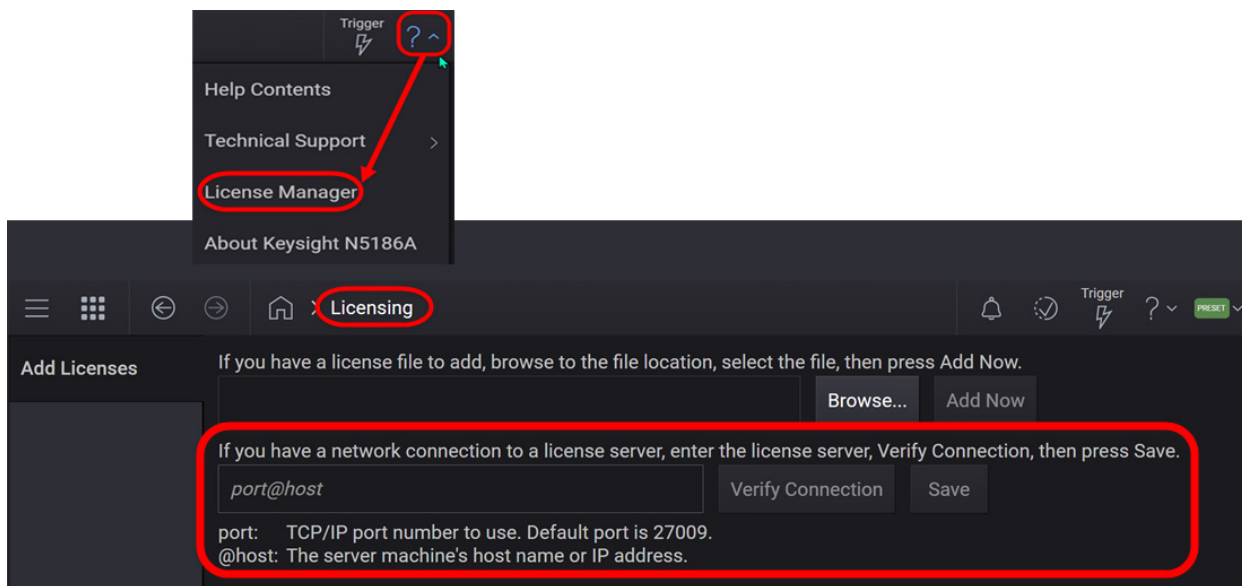 Trigger
?
Help Contents
Technical Support >
License Manager
About Keysight N5186A
> Licensing
Trigger
?
PRESET
Add Licenses
If you have a license file to add, browse to the file location, select the file, then press Add Now.
Browse... Add Now
If you have a network connection to a license server, enter the license server, Verify Connection, then press Save.
port@host Verify Connection Save
port: TCP/IP port number to use. Default port is 27009.
@host: The server machine's host name or IP address.